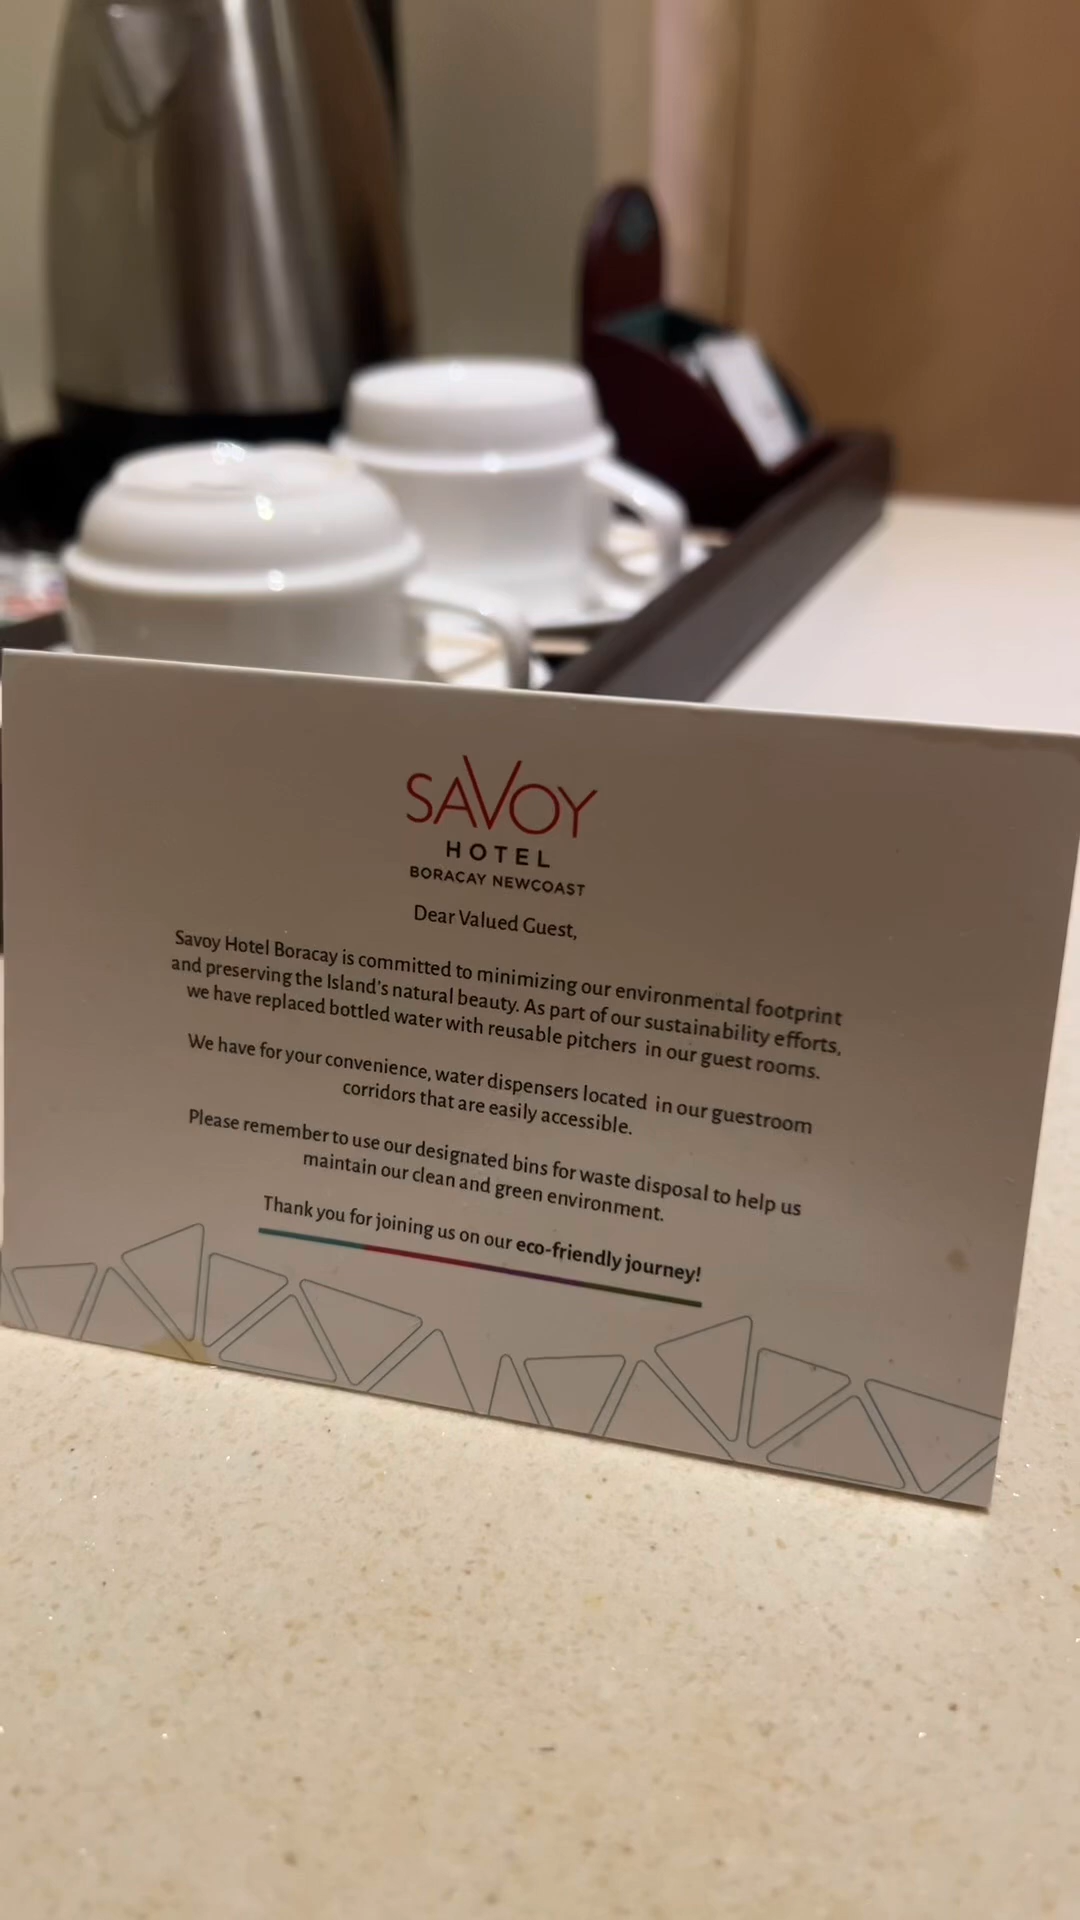 SAVOY
HOTEL
BORACAY NEWCOAST
Dear Valued Guest,
Savoy Hotel Boracay is committed to minimizing our environmental footprint
and preserving the Island's natural beauty. As part of our sustainability efforts,
we have replaced bottled water with reusable pitchers in our guest rooms.
We have for your convenience, water dispensers located in our guestroom
corridors that are easily accessible.
Please remember to use our designated bins for waste disposal to help us
maintain our clean and green environment.
Thank you for joining us on our eco-friendly journey!